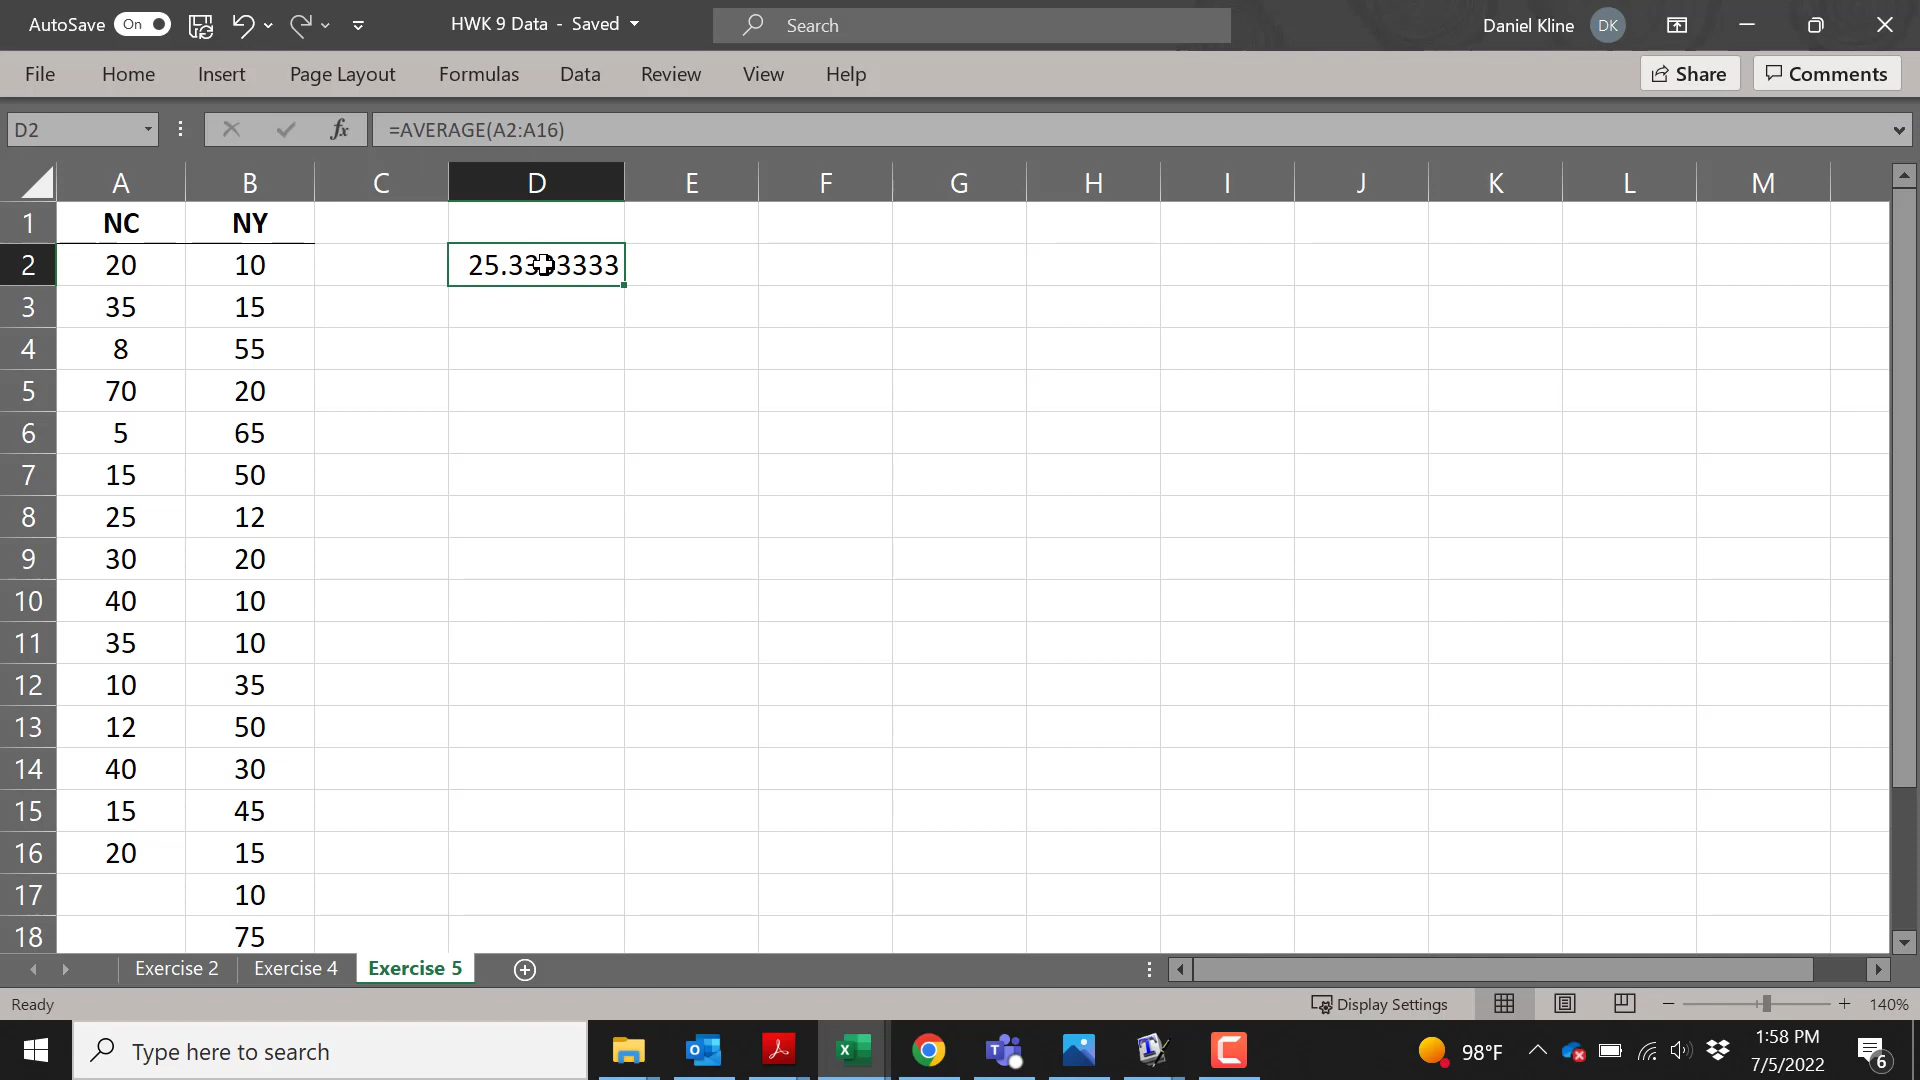 AutoSave On HWK 9 Data - Saved Search Daniel Kline DK
File Home Insert Page Layout Formulas Data Review View Help Share Comments
D2 fx =AVERAGE(A2:A16)
A B C D E F G H I J K L M
1 NC NY
2 20 10
3 35 15
4 8 55
5 70 20
6 5 65
7 15 50
8 25 12
9 30 20
10 40 10
11 35 10
12 10 35
13 12 50
14 40 30
15 15 45
16 20 15
17 10
18 75
Exercise 2 Exercise 4 Exercise 5
Ready Display Settings 140%
Type here to search 98°F 1:58 PM
7/5/2022 6